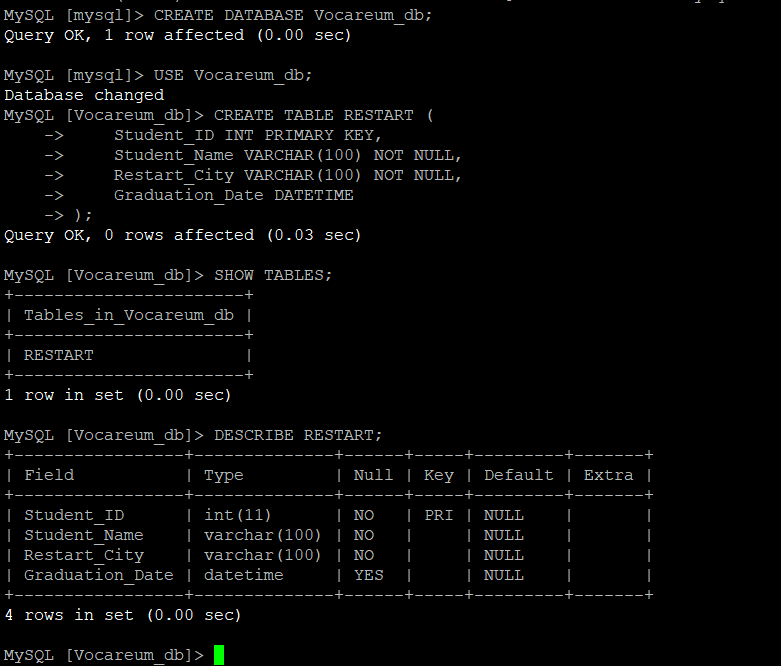 MySQL [mysql]> CREATE DATABASE Vocareum_db;
Query OK, 1 row affected (0.00 sec)
MySQL [mysql]> USE Vocareum_db;
Database changed
MySQL [Vocareum_db]> CREATE TABLE RESTART (
    ->     Student_ID INT PRIMARY KEY,
    ->     Student_Name VARCHAR(100) NOT NULL,
    ->     Restart_City VARCHAR(100) NOT NULL,
    ->     Graduation_Date DATETIME
    -> );
Query OK, 0 rows affected (0.03 sec)
MySQL [Vocareum_db]> SHOW TABLES;
+-----------------------+
| Tables_in_Vocareum_db |
+-----------------------+
| RESTART               |
+-----------------------+
1 row in set (0.00 sec)
MySQL [Vocareum_db]> DESCRIBE RESTART;
+-----------------+--------------+------+-----+---------+-------+
| Field           | Type         | Null | Key | Default | Extra |
+-----------------+--------------+------+-----+---------+-------+
| Student_ID      | int(11)      | NO   | PRI | NULL    |       |
| Student_Name    | varchar(100) | NO   |     | NULL    |       |
| Restart_City    | varchar(100) | NO   |     | NULL    |       |
| Graduation_Date | datetime     | YES  |     | NULL    |       |
+-----------------+--------------+------+-----+---------+-------+
4 rows in set (0.00 sec)
MySQL [Vocareum_db]>